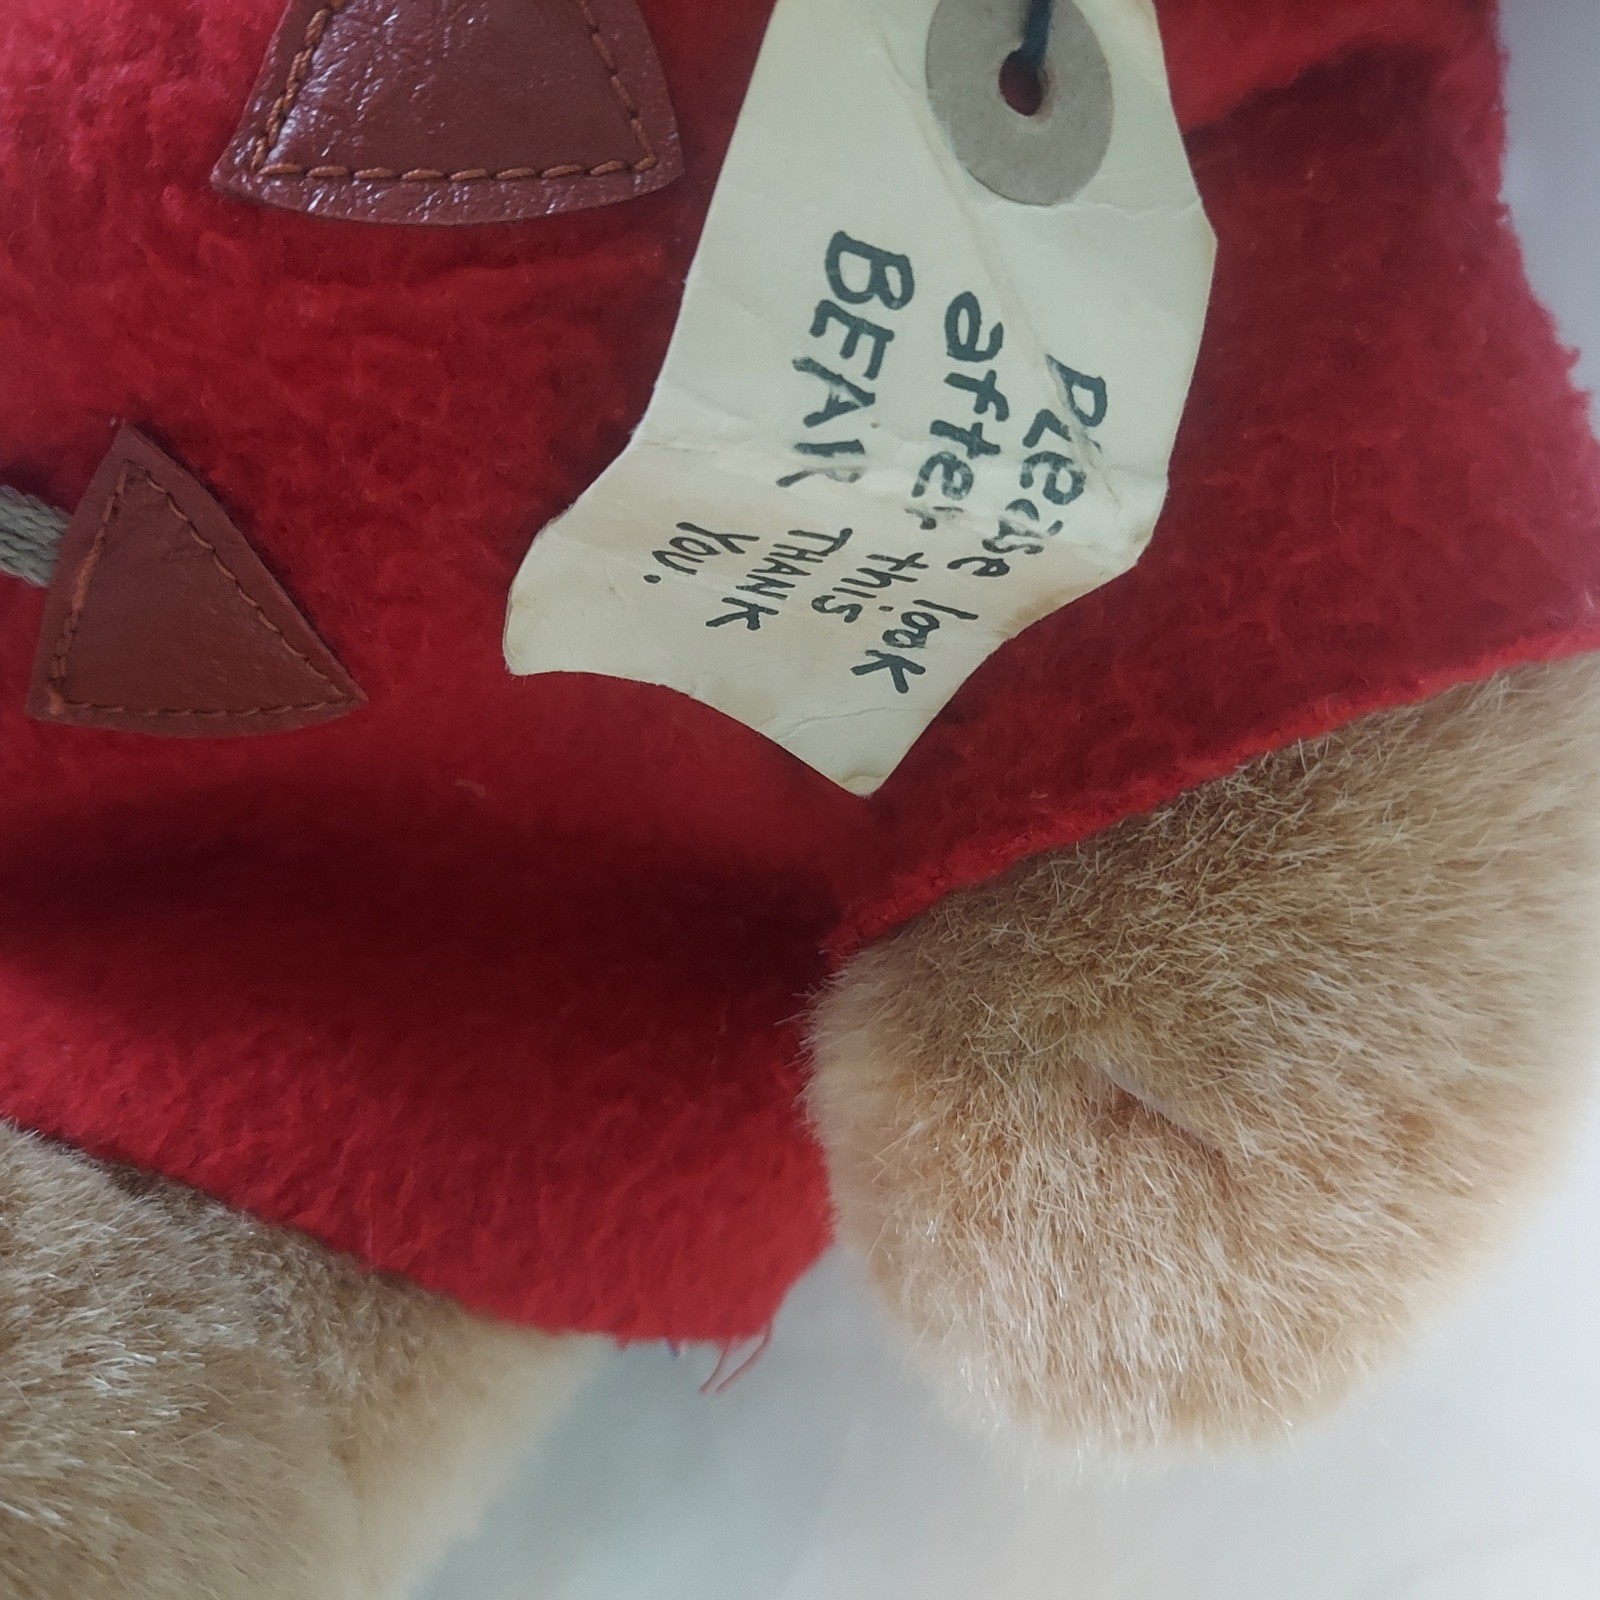 Please look
after this
BEAR THANK
YOU.